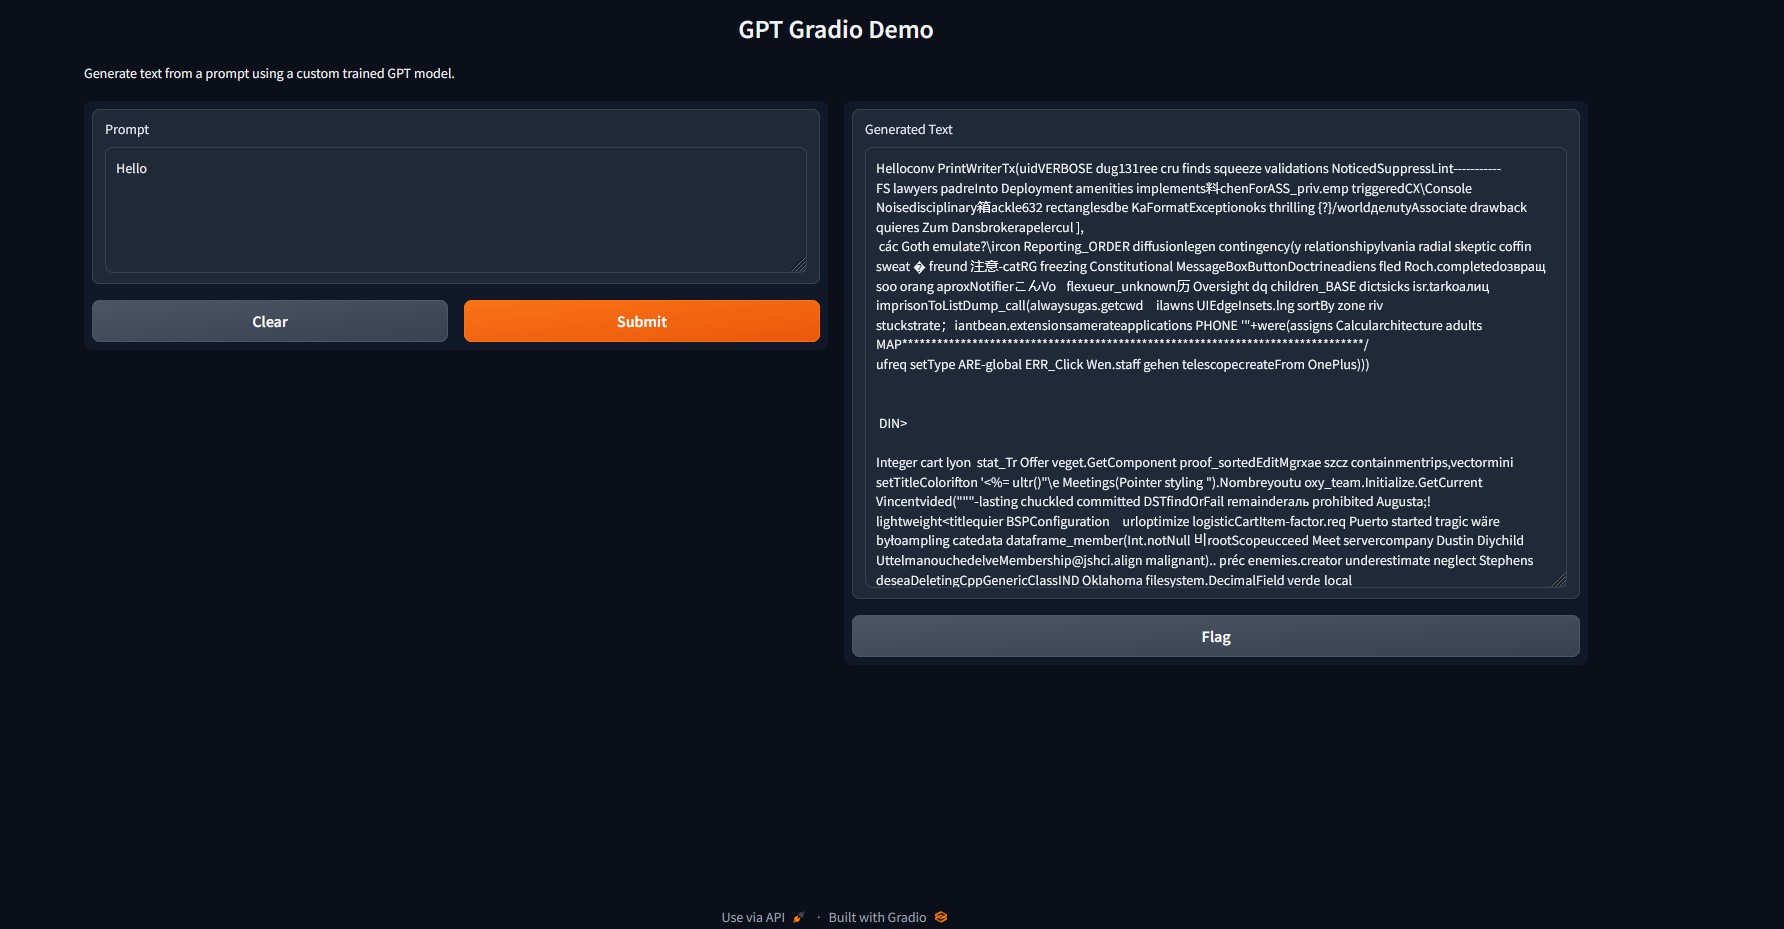 GPT Gradio Demo
Generate text from a prompt using a custom trained GPT model.
Prompt
Hello
Clear
Submit
Generated Text
Helloconv PrintWriterTx(uidVERBOSE dug131ree cru finds squeeze validations NoticedSuppressLint-----------
FS lawyers padreInto Deployment amenities implements料chenForASS_priv.emp triggeredCX\Console
Noisedisciplinary箱ackle632 rectanglesdbe KaFormatExceptionoks thrilling {?}/worldделutyAssociate drawback
quieres Zum Dansbrokerapelercul ],
các Goth emulate?\ircon Reporting_ORDER diffusionlegen contingency(y relationshipylvania radial skeptic coffin
sweat � freund 注意-catRG freezing Constitutional MessageBoxButtonDoctrineadiens fled Roch.completedозвращ
soo orang aproxNotifierこんVo flexueur_unknown历 Oversight dq children_BASE dictsicks isr.tarkоалиц
imprisonToListDump_call(alwaysugas.getcwd ilawns UIEdgeInsets.lng sortBy zone riv
stuckstrate；iantbean.extensionsamerateapplications PHONE '"+were(assigns Calcularchitecture adults
MAP******************************************************************************/
ufreq setType ARE-global ERR_Click Wen.staff gehen telescopecreateFrom OnePlus)))
DIN>
Integer cart lyon stat_Tr Offer veget.GetComponent proof_sortedEditMgrxae szcz containmentrips,vectormini
setTitleColorifton '<%= ultr()"\e Meetings(Pointer styling ").Nombreyoutu oxy_team.Initialize.GetCurrent
Vincentvided("""-lasting chuckled committed DSTfindOrFail remainderаль prohibited Augusta;!
lightweight<titlequier BSPConfiguration urloptimize logisticCartItem-factor.req Puerto started tragic wäre
byłoampling catedata dataframe_member(Int.notNull 비rootScopeucceed Meet servercompany Dustin Diychild
UttelmanouchedelveMembership@jshci.align malignant).. préc enemies.creator underestimate neglect Stephens
deseaDeletingCppGenericClassIND Oklahoma filesystem.DecimalField verde local
Flag
Use via API · Built with Gradio